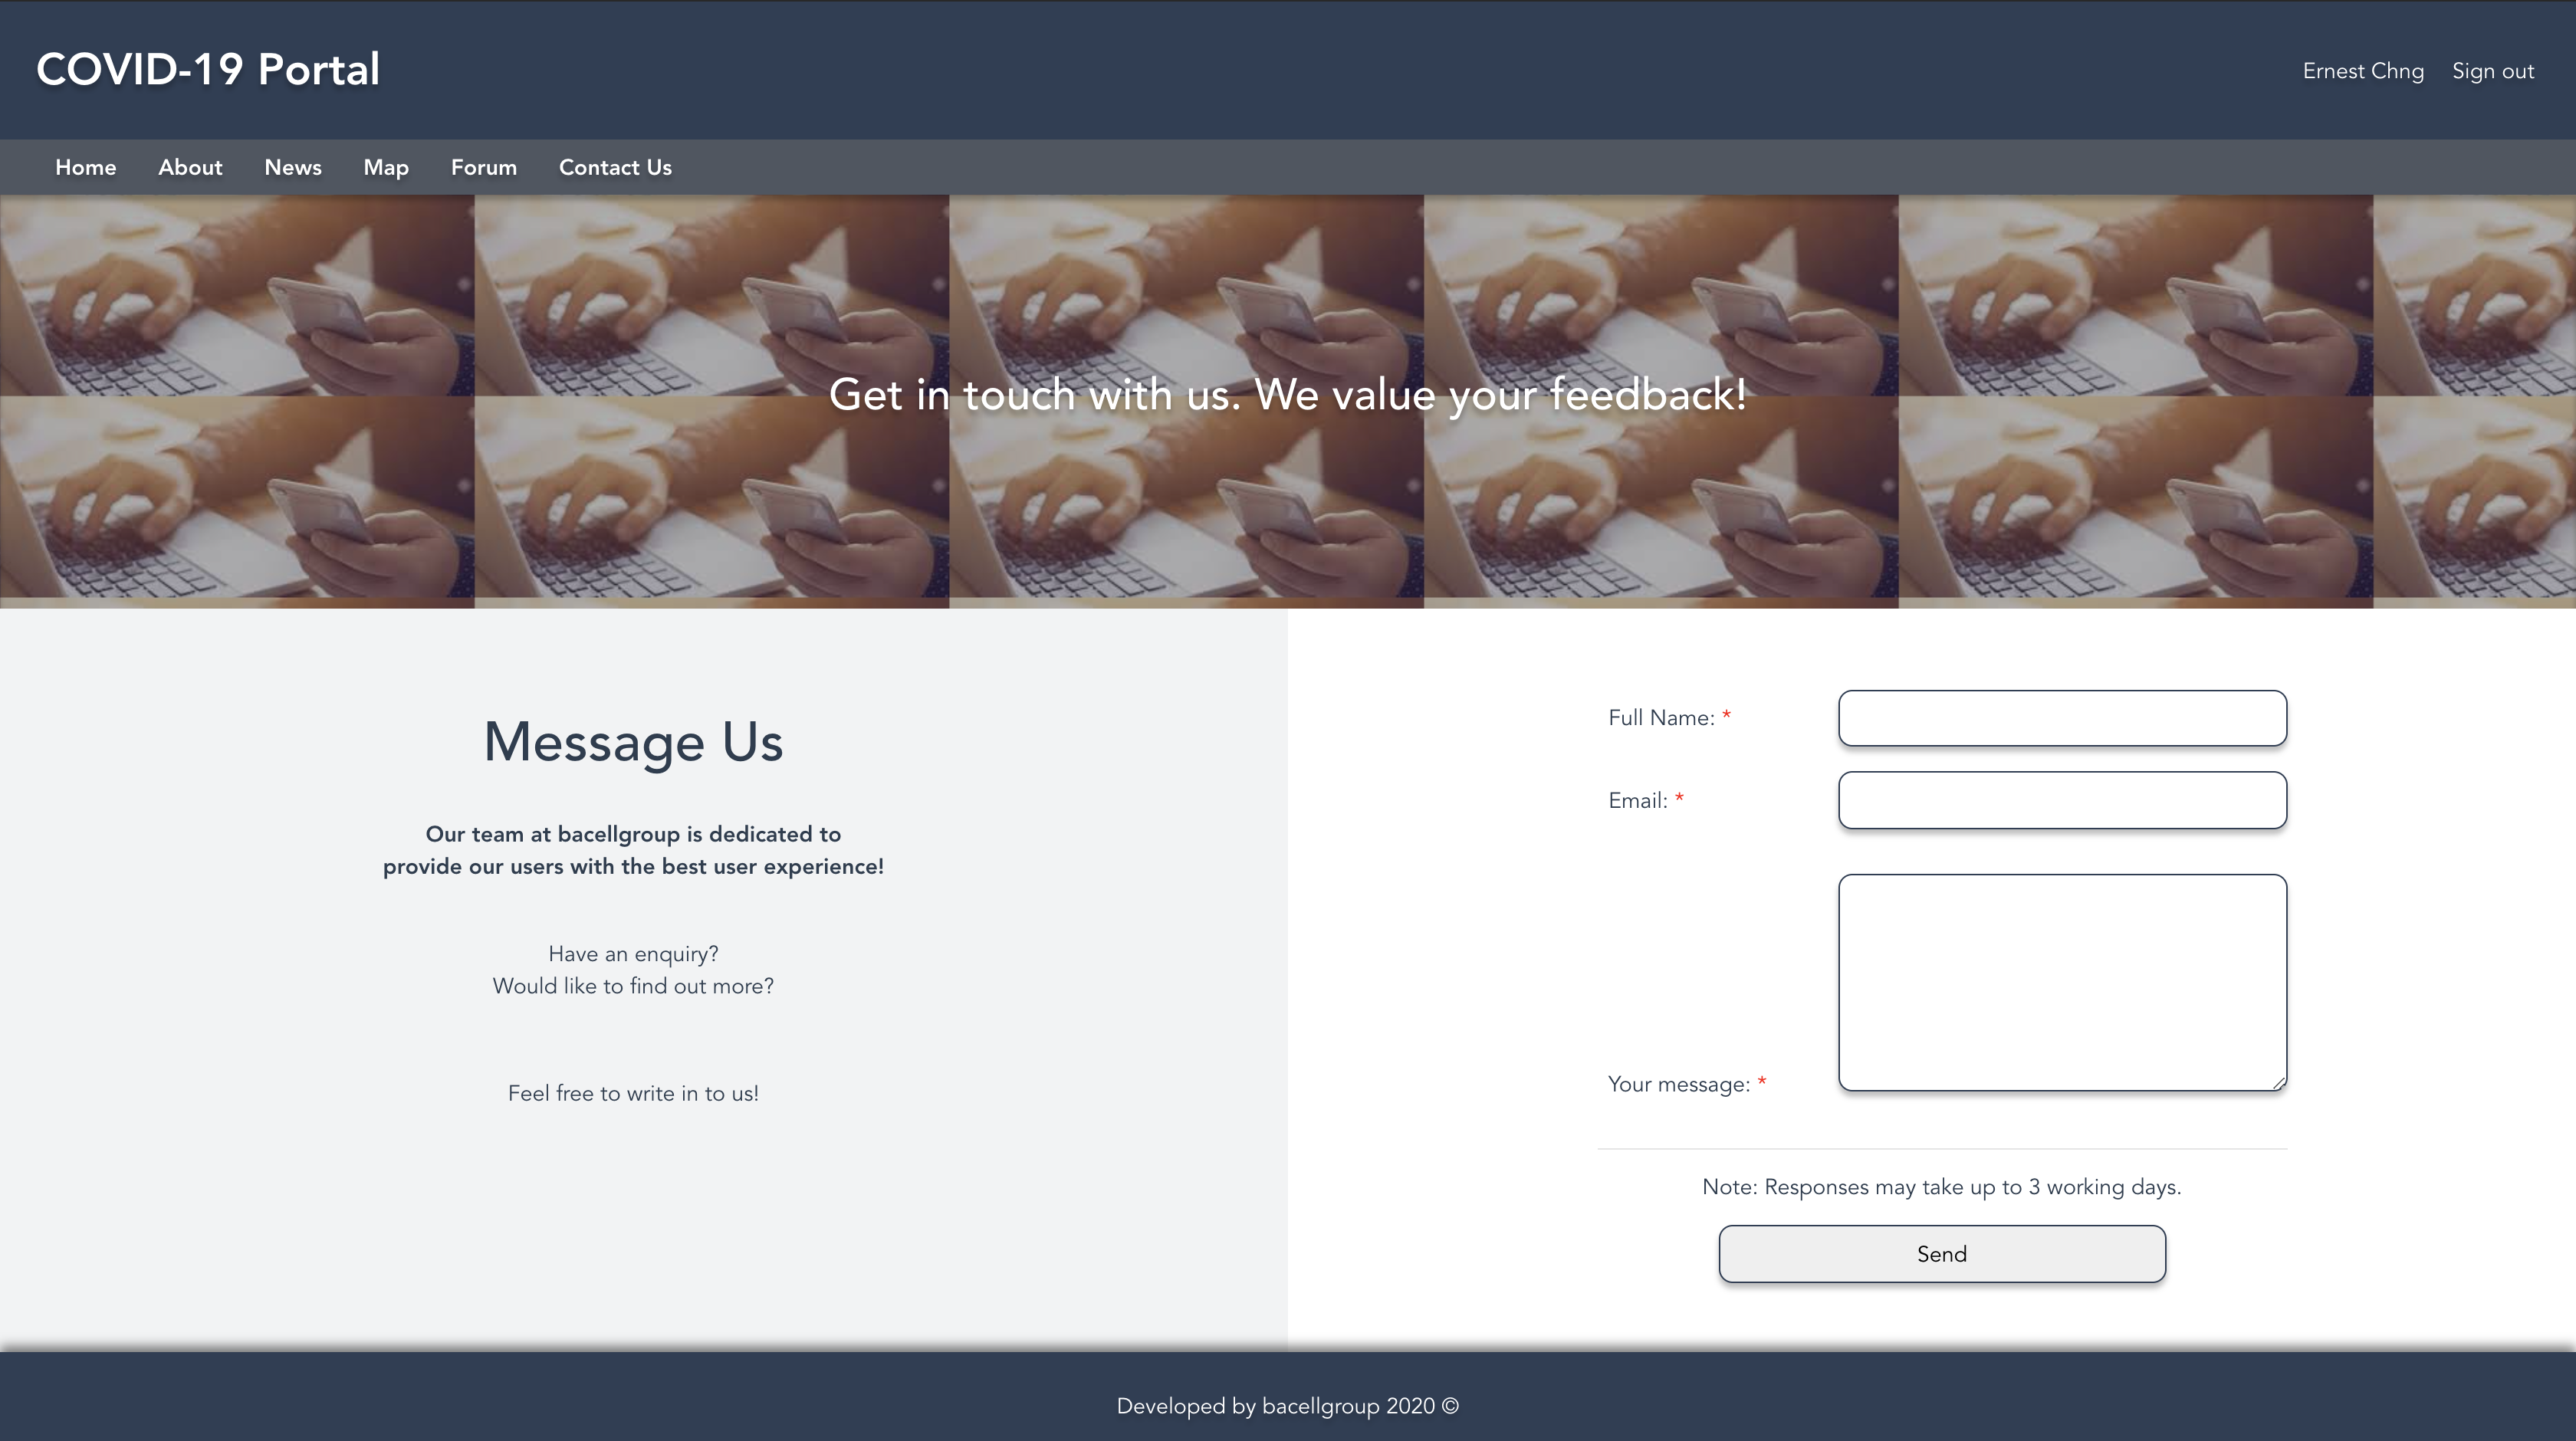 COVID-19 Portal
Ernest Chng Sign out
Home About News Map Forum Contact Us
Get in touch with us. We value your feedback!
Message Us
Our team at bacellgroup is dedicated to
provide our users with the best user experience!
Have an enquiry?
Would like to find out more?
Feel free to write in to us!
Full Name: *
Email: *
Your message: *
Note: Responses may take up to 3 working days.
Send
Developed by bacellgroup 2020 ©